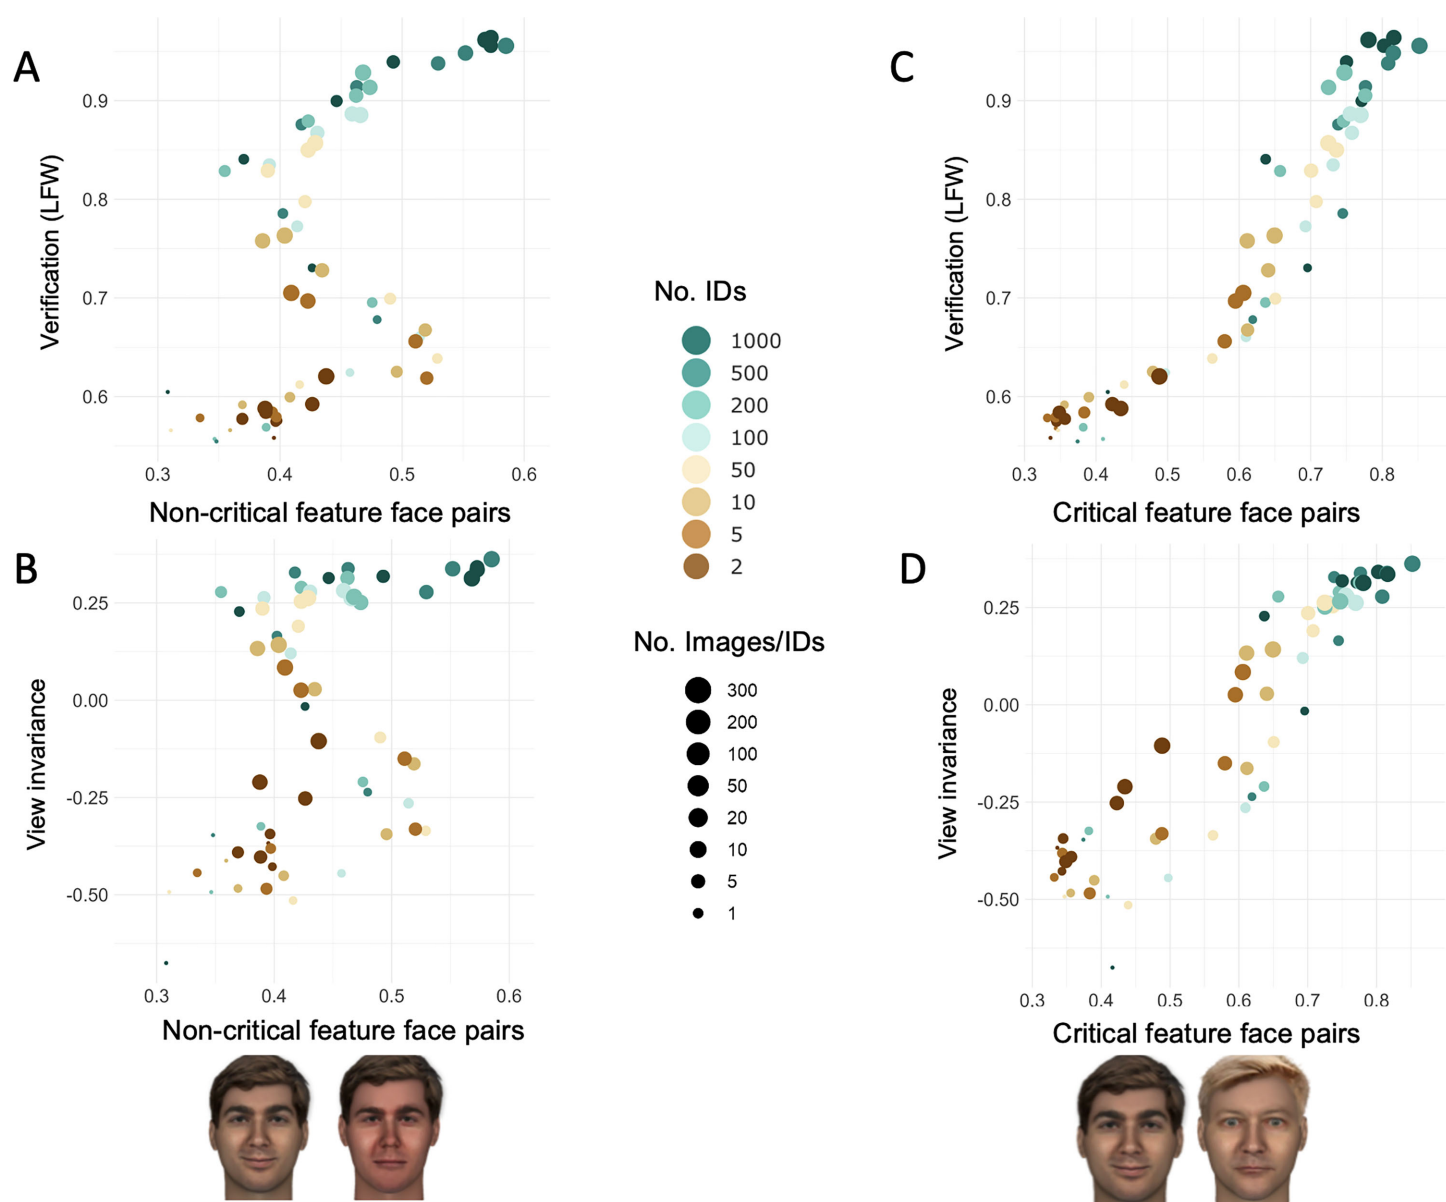 A
Verification (LFW)
0.9
0.8
0.7
0.6
0.3 0.4 0.5 0.6
Non-critical feature face pairs
B
View invariance
0.25
0.00
-0.25
-0.50
0.3 0.4 0.5 0.6
Non-critical feature face pairs
No. IDs
1000
500
200
100
50
10
5
2
No. Images/IDs
300
200
100
50
20
10
5
1
C
Verification (LFW)
0.9
0.8
0.7
0.6
0.3 0.4 0.5 0.6 0.7 0.8
Critical feature face pairs
D
View invariance
0.25
0.00
-0.25
-0.50
0.3 0.4 0.5 0.6 0.7 0.8
Critical feature face pairs